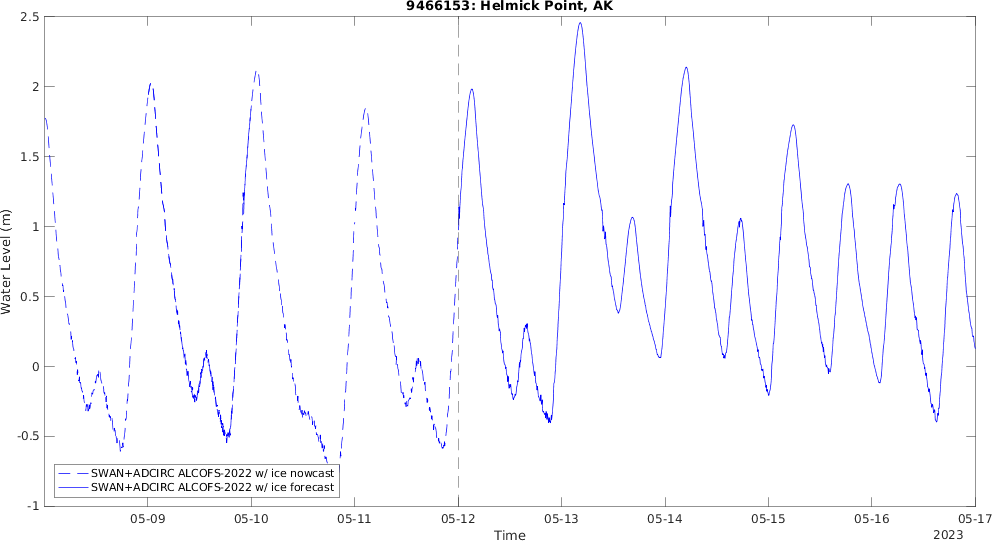 9466153: Helmick Point, AK
2.5
2
1.5
1
0.5
0
-0.5
-1
Water Level (m)
SWAN+ADCIRC ALCOFS-2022 w/ ice nowcast
SWAN+ADCIRC ALCOFS-2022 w/ ice forecast
05-09 05-10 05-11 05-12 05-13 05-14 05-15 05-16 05-17
Time
2023